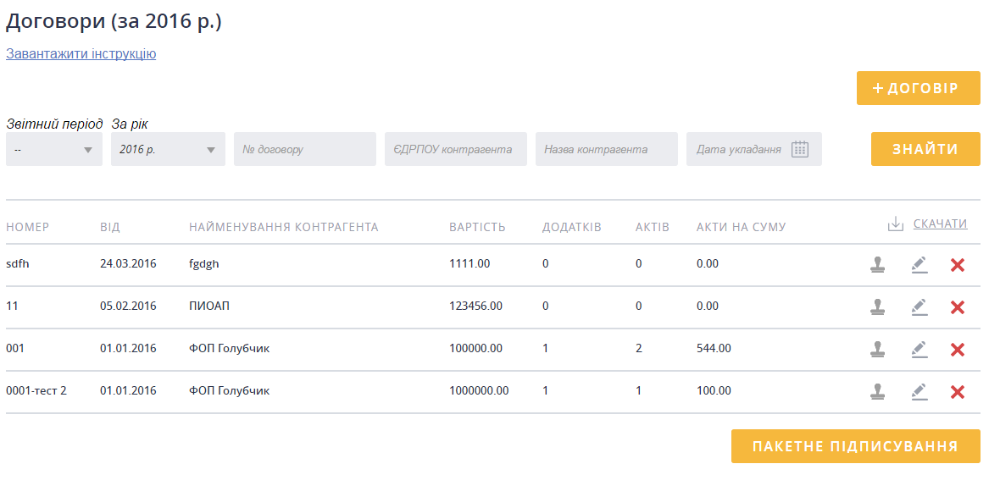 Договори (за 2016 р.)
Завантажити інструкцію
+ ДОГОВІР
Звітний період За рік
-- 2016 р. № договору ЄДРПОУ контрагента Назва контрагента Дата укладання ЗНАЙТИ
НОМЕР ВІД НАЙМЕНУВАННЯ КОНТРАГЕНТА ВАРТІСТЬ ДОДАТКІВ АКТІВ АКТИ НА СУМУ СКАЧАТИ
sdfh 24.03.2016 fgdgh 1111.00 0 0 0.00
11 05.02.2016 ПИОАП 123456.00 0 0 0.00
001 01.01.2016 ФОП Голубчик 100000.00 1 2 544.00
0001-тест 2 01.01.2016 ФОП Голубчик 1000000.00 1 1 100.00
ПАКЕТНЕ ПІДПИСУВАННЯ